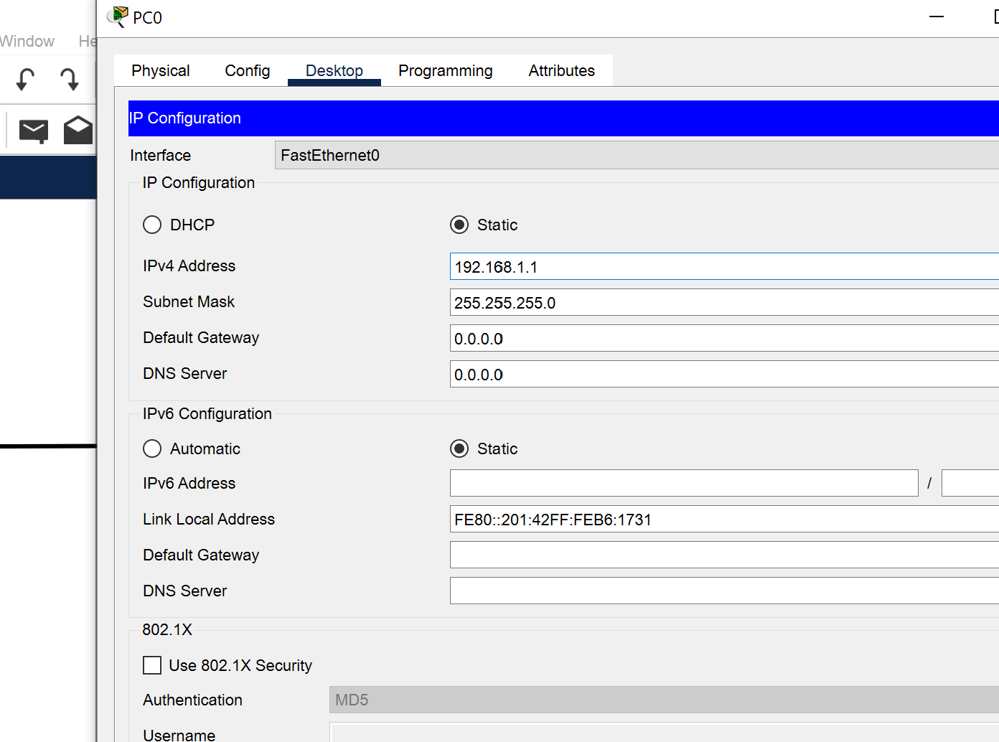 PC0
Window He
Physical Config Desktop Programming Attributes
IP Configuration
Interface FastEthernet0
IP Configuration
DHCP Static
IPv4 Address 192.168.1.1
Subnet Mask 255.255.255.0
Default Gateway 0.0.0.0
DNS Server 0.0.0.0
IPv6 Configuration
Automatic Static
IPv6 Address /
Link Local Address FE80::201:42FF:FEB6:1731
Default Gateway
DNS Server
802.1X
Use 802.1X Security
Authentication MD5
Username